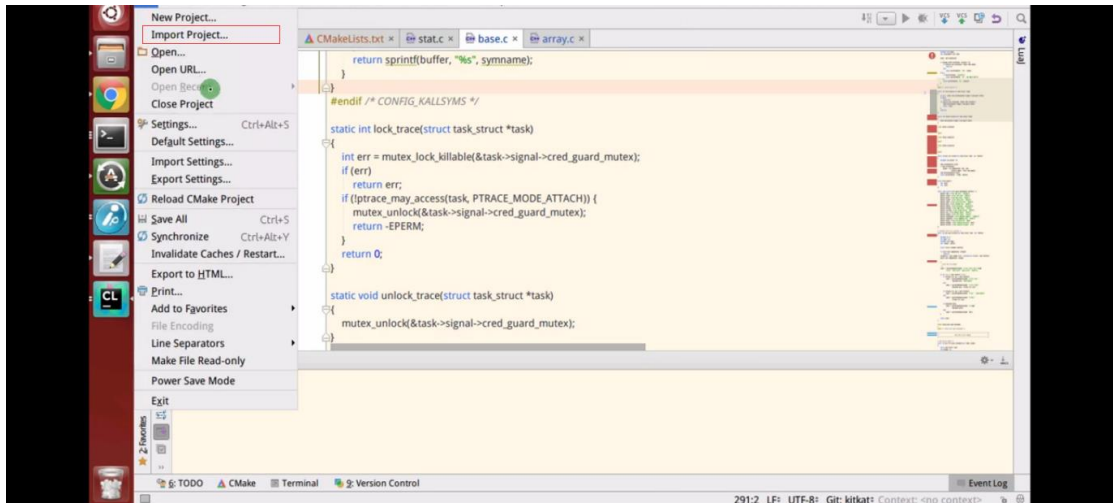 New Project...
Import Project...
Open...
Open URL...
Open Recen
Close Project
Settings... Ctrl+Alt+S
Default Settings...
Import Settings...
Export Settings...
Reload CMake Project
Save All Ctrl+S
Synchronize Ctrl+Alt+Y
Invalidate Caches / Restart...
Export to HTML...
Print...
Add to Favorites
File Encoding
Line Separators
Make File Read-only
Power Save Mode
Exit
CL
CMakeLists.txt × stat.c × base.c × array.c ×
return sprintf(buffer, "%s", symname);
}
}
#endif /* CONFIG_KALLSYMS */
static int lock_trace(struct task_struct *task)
{
int err = mutex_lock_killable(&task->signal->cred_guard_mutex);
if (err)
return err;
if (!ptrace_may_access(task, PTRACE_MODE_ATTACH)) {
mutex_unlock(&task->signal->cred_guard_mutex);
return -EPERM;
}
return 0;
}
static void unlock_trace(struct task_struct *task)
{
mutex_unlock(&task->signal->cred_guard_mutex);
}
Lua
2: Favorites
6: TODO CMake Terminal 9: Version Control Event Log
291:2 LF÷ UTF-8÷ Git: kitkat÷ Context: <no context>